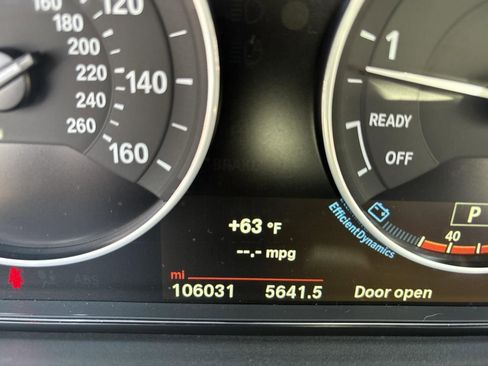 160
120
180
200
220
140
240
260
160
1
READY
OFF
+63 °F
--.- mpg
EfficientDynamics
P
40
mi
106031 5641.5 Door open